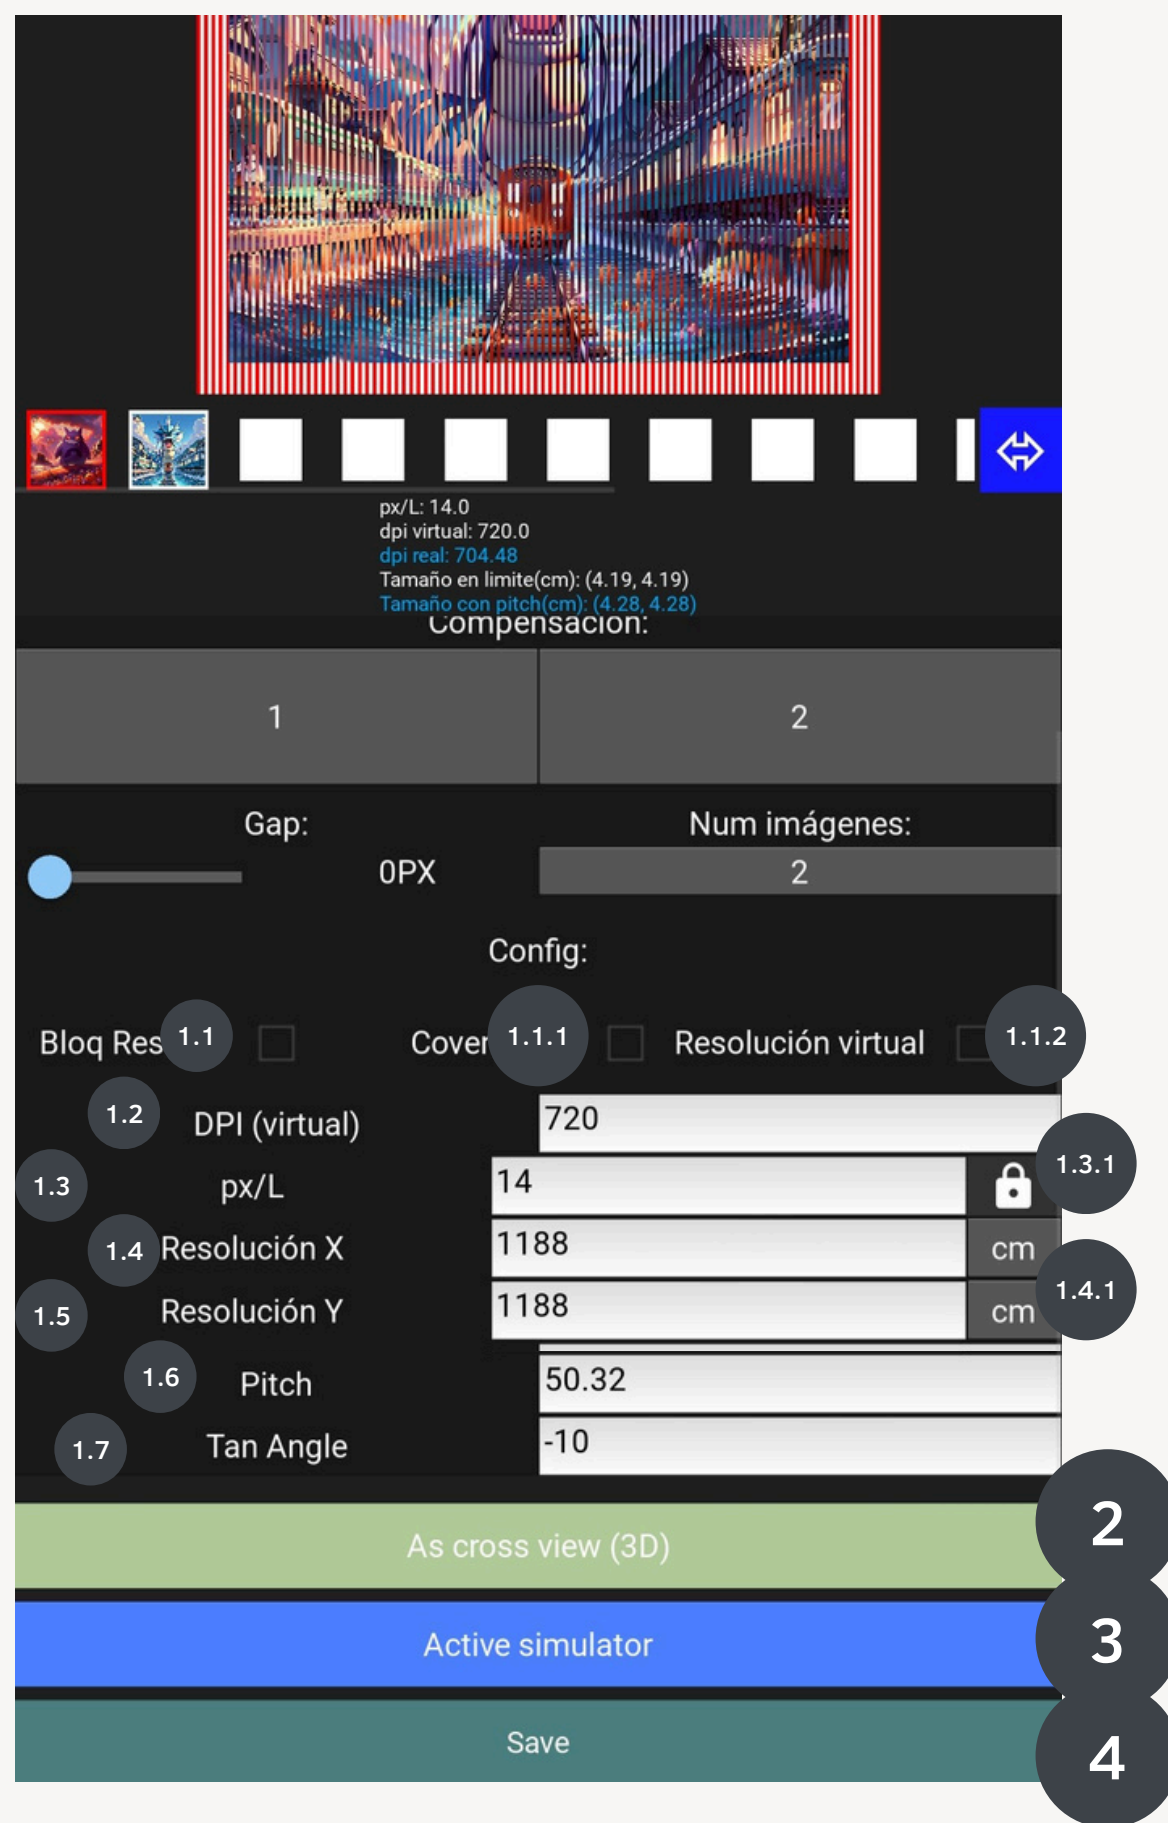 px/L: 14.0
dpi virtual: 720.0
dpi real: 704.48
Tamaño en limite(cm): (4.19, 4.19)
Tamaño con pitch(cm): (4.28, 4.28)
Compensación:
1 2
Gap: Num imágenes:
0PX 2
Config:
Bloq Res 1.1 Cover 1.1.1 Resolución virtual 1.1.2
1.2 DPI (virtual) 720
1.3 px/L 14 1.3.1
1.4 Resolución X 1188 cm
1.4.1
1.5 Resolución Y 1188 cm
1.6 Pitch 50.32
1.7 Tan Angle -10
As cross view (3D) 2
Active simulator 3
Save 4